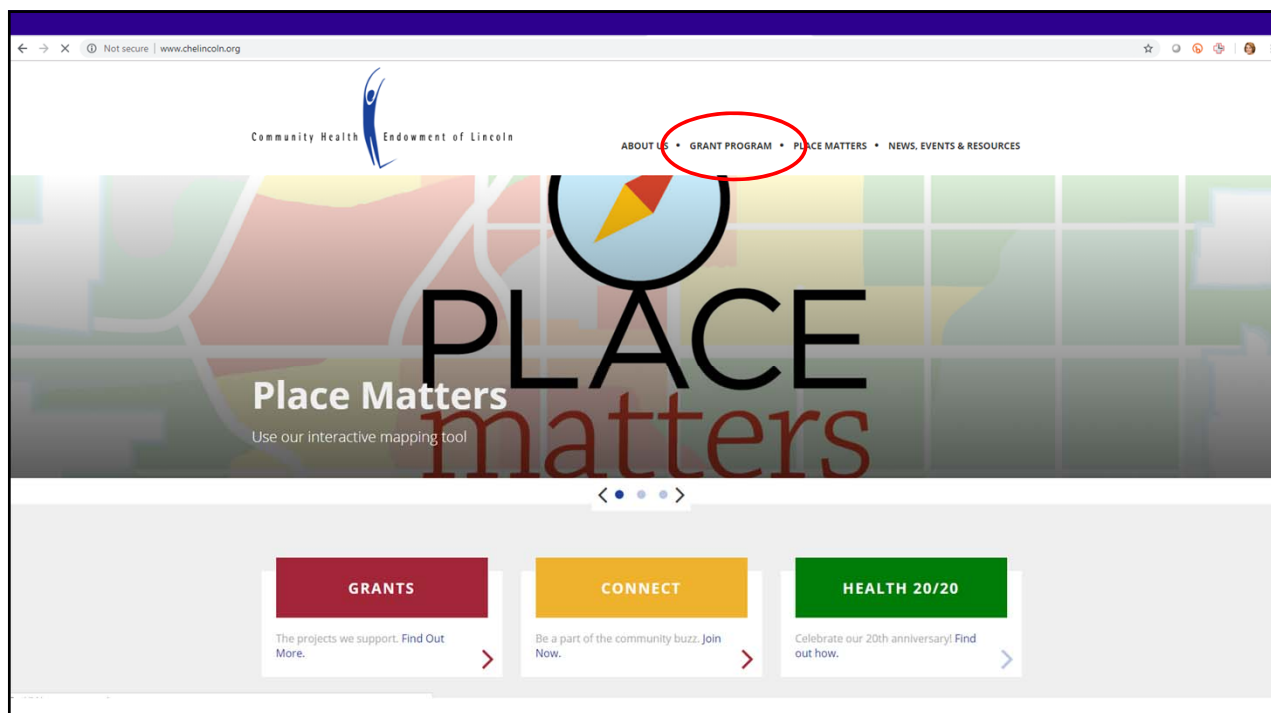 Not secure | www.chelincoln.org
Community Health Endowment of Lincoln
ABOUT US • GRANT PROGRAM • PLACE MATTERS • NEWS, EVENTS & RESOURCES
PLACE
matters
Place Matters
Use our interactive mapping tool
GRANTS
The projects we support. Find Out
More.
CONNECT
Be a part of the community buzz. Join
Now.
HEALTH 20/20
Celebrate our 20th anniversary! Find
out how.